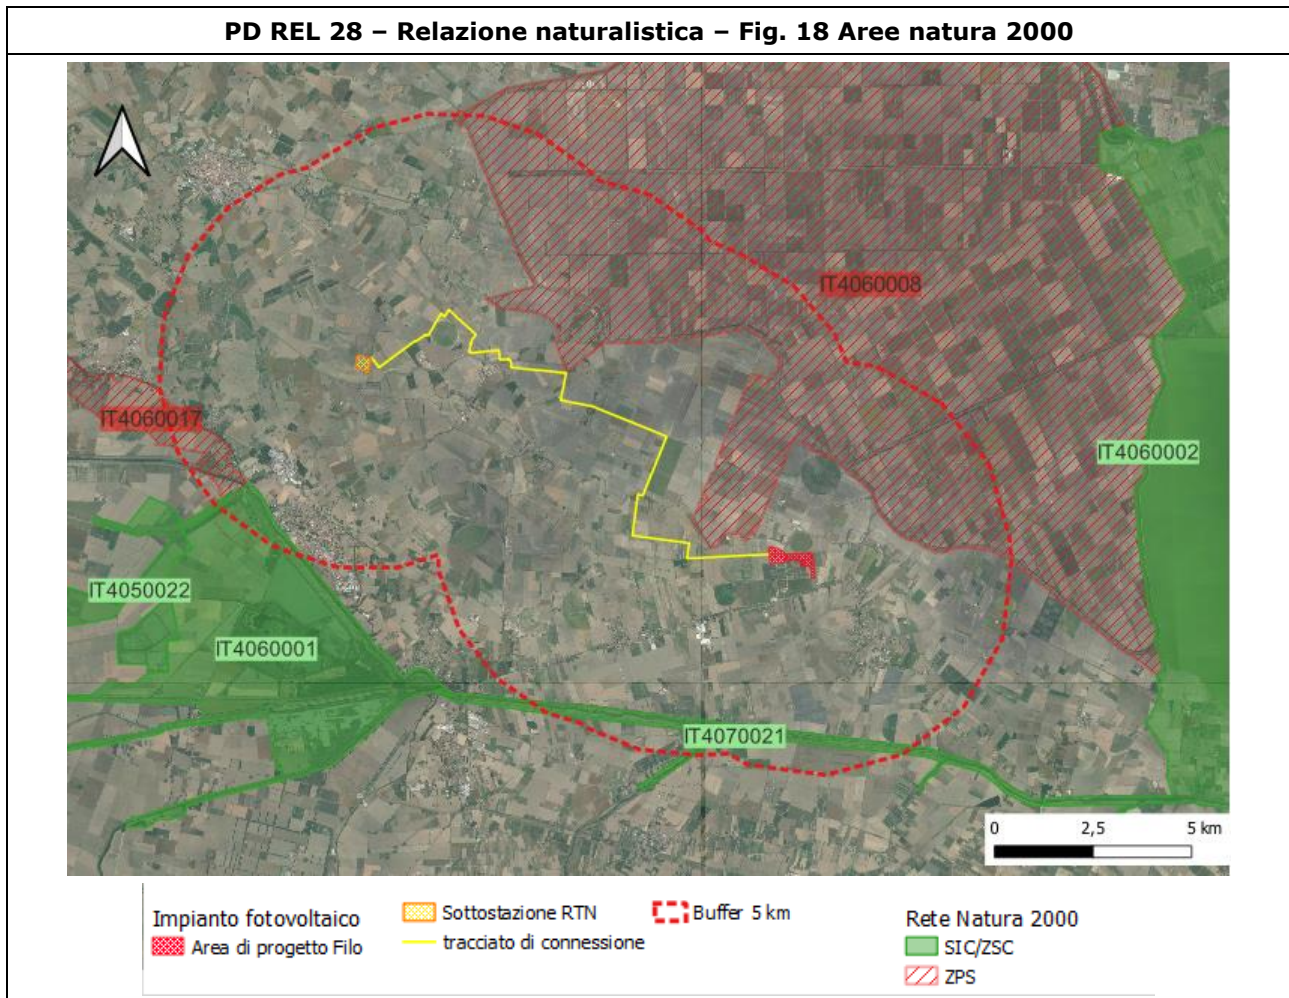 PD REL 28 – Relazione naturalistica – Fig. 18 Aree natura 2000
IT4060008
IT4060017
IT4060002
IT4050022
IT4060001
IT4070021
0 2,5 5 km
Impianto fotovoltaico
Area di progetto Filo
Sottostazione RTN
tracciato di connessione
Buffer 5 km
Rete Natura 2000
SIC/ZSC
ZPS